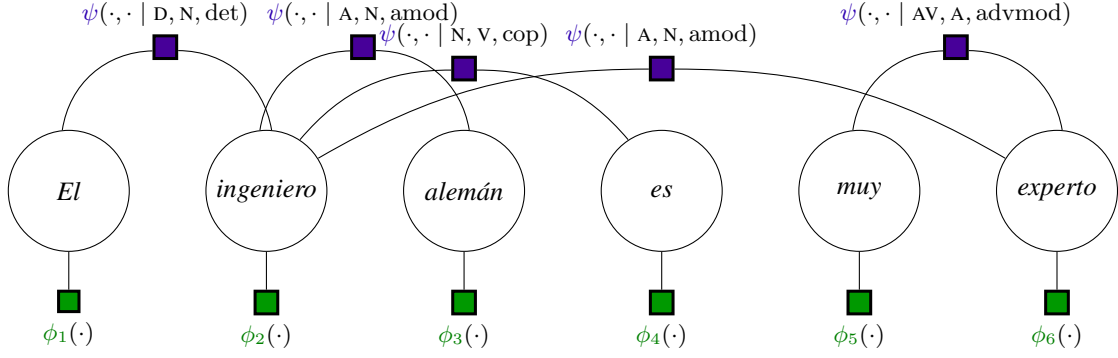 ψ(·, · | D, N, det) ψ(·, · | A, N, amod) ψ(·, · | AV, A, advmod)
ψ(·, · | N, V, cop) ψ(·, · | A, N, amod)
El ingeniero alemán es muy experto
ϕ₁(·) ϕ₂(·) ϕ₃(·) ϕ₄(·) ϕ₅(·) ϕ₆(·)